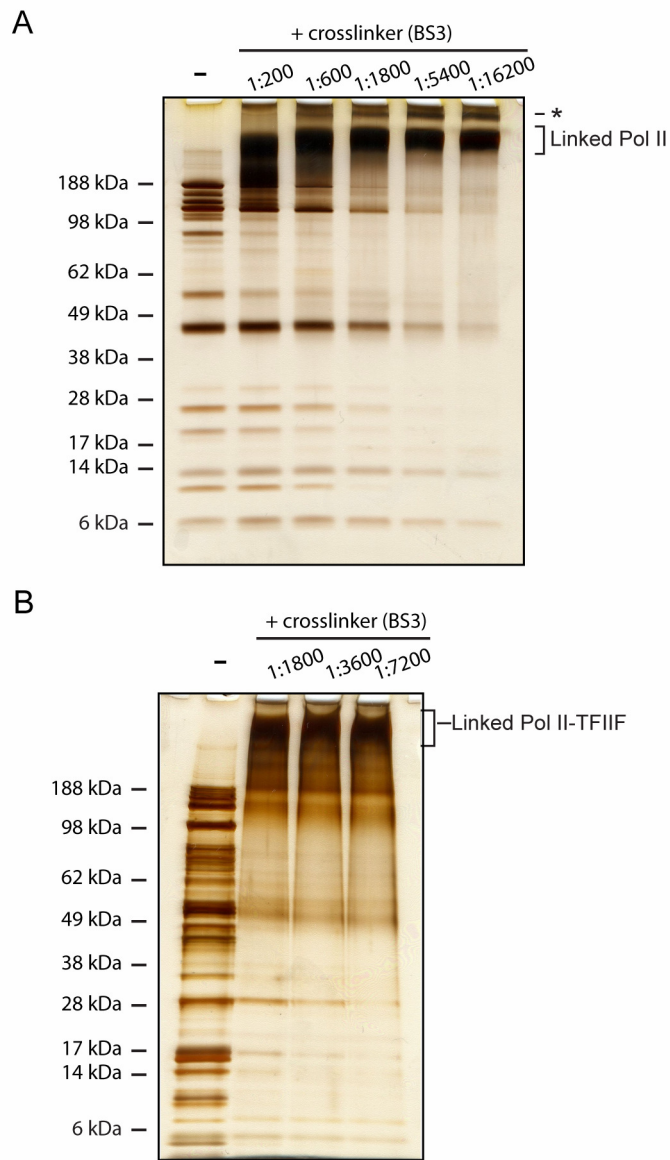 A
+ crosslinker (BS3)
– 1:200 1:600 1:1800 1:5400 1:16200
*
Linked Pol II
188 kDa
98 kDa
62 kDa
49 kDa
38 kDa
28 kDa
17 kDa
14 kDa
6 kDa
B
+ crosslinker (BS3)
– 1:1800 1:3600 1:7200
Linked Pol II-TFIIF
188 kDa
98 kDa
62 kDa
49 kDa
38 kDa
28 kDa
17 kDa
14 kDa
6 kDa